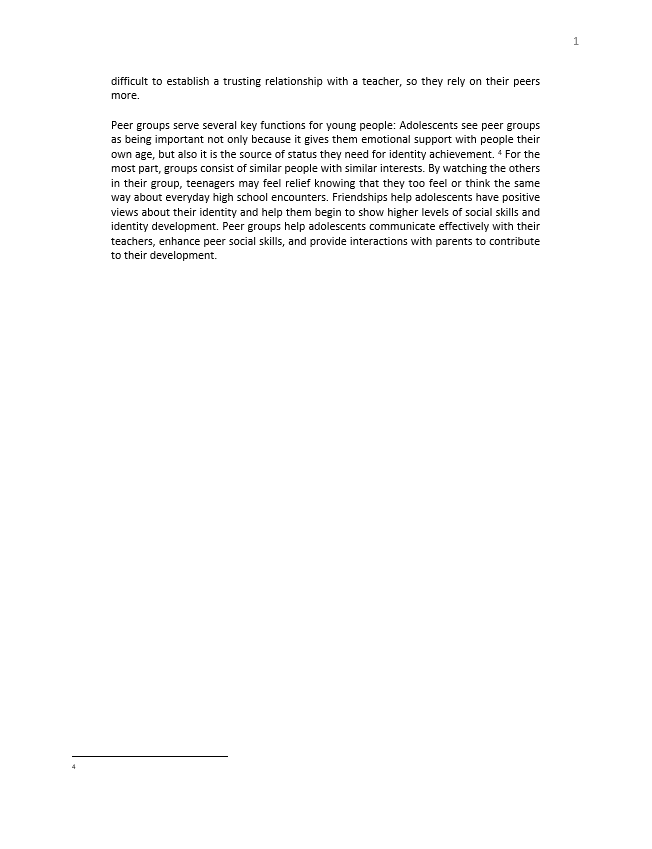 1
difficult to establish a trusting relationship with a teacher, so they rely on their peers
more.
Peer groups serve several key functions for young people: Adolescents see peer groups
as being important not only because it gives them emotional support with people their
own age, but also it is the source of status they need for identity achievement. ⁴ For the
most part, groups consist of similar people with similar interests. By watching the others
in their group, teenagers may feel relief knowing that they too feel or think the same
way about everyday high school encounters. Friendships help adolescents have positive
views about their identity and help them begin to show higher levels of social skills and
identity development. Peer groups help adolescents communicate effectively with their
teachers, enhance peer social skills, and provide interactions with parents to contribute
to their development.
4